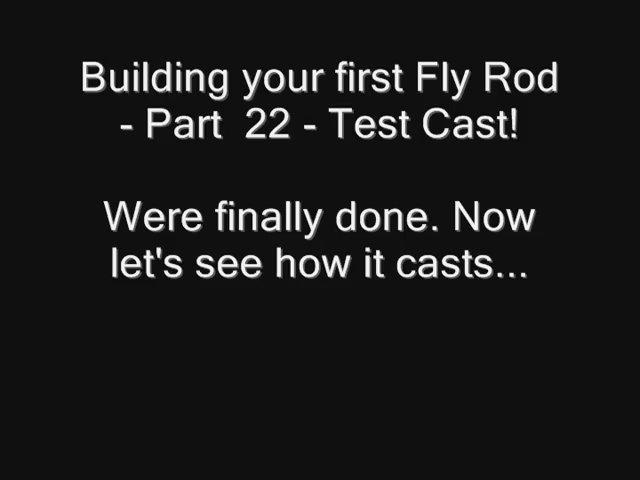 Building your first Fly Rod
- Part  22 - Test Cast!
Were finally done. Now
let's see how it casts...